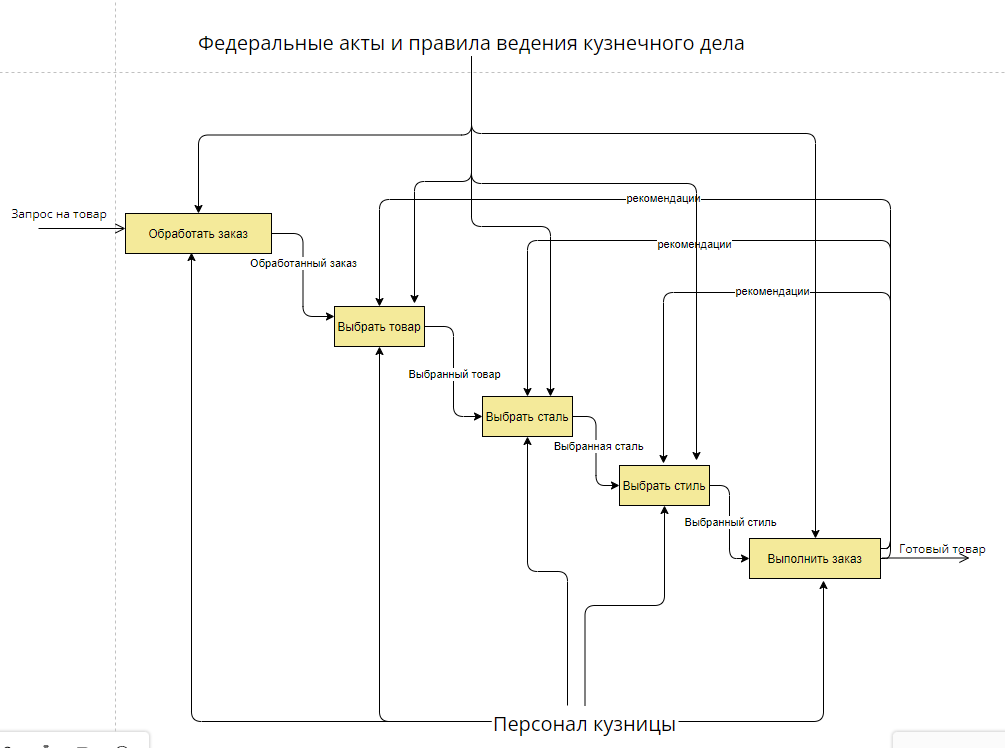 Федеральные акты и правила ведения кузнечного дела
рекомендации
Запрос на товар
Обработать заказ
рекомендации
Обработанный заказ
рекомендации
Выбрать товар
Выбранный товар
Выбрать сталь
Выбранная сталь
Выбрать стиль
Выбранный стиль
Готовый товар
Выполнить заказ
Персонал кузницы